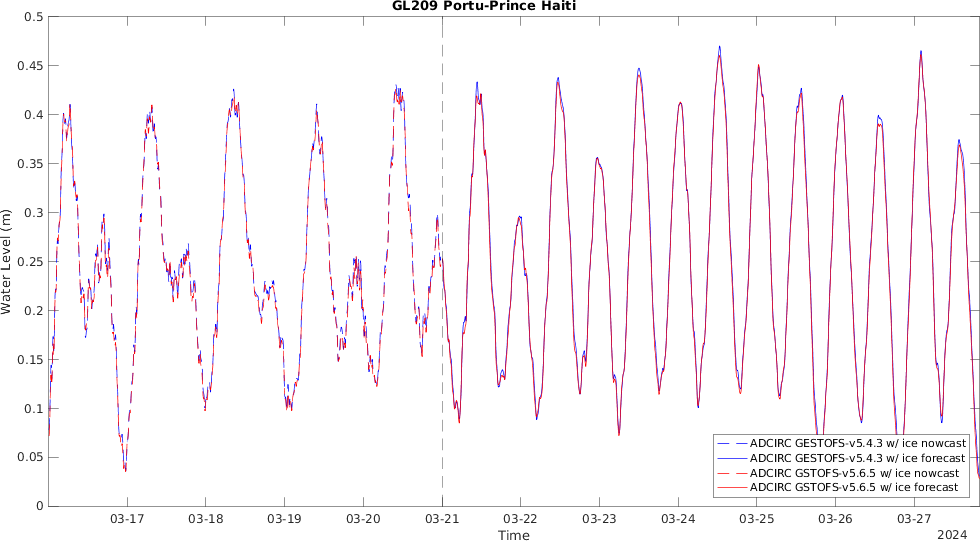 GL209 Portu-Prince Haiti
0.5
0.45
0.4
0.35
0.3
0.25
0.2
0.15
0.1
0.05
0
Water Level (m)
ADCIRC GESTOFS-v5.4.3 w/ ice nowcast
ADCIRC GESTOFS-v5.4.3 w/ ice forecast
ADCIRC GSTOFS-v5.6.5 w/ ice nowcast
ADCIRC GSTOFS-v5.6.5 w/ ice forecast
03-17 03-18 03-19 03-20 03-21 03-22 03-23 03-24 03-25 03-26 03-27
Time
2024